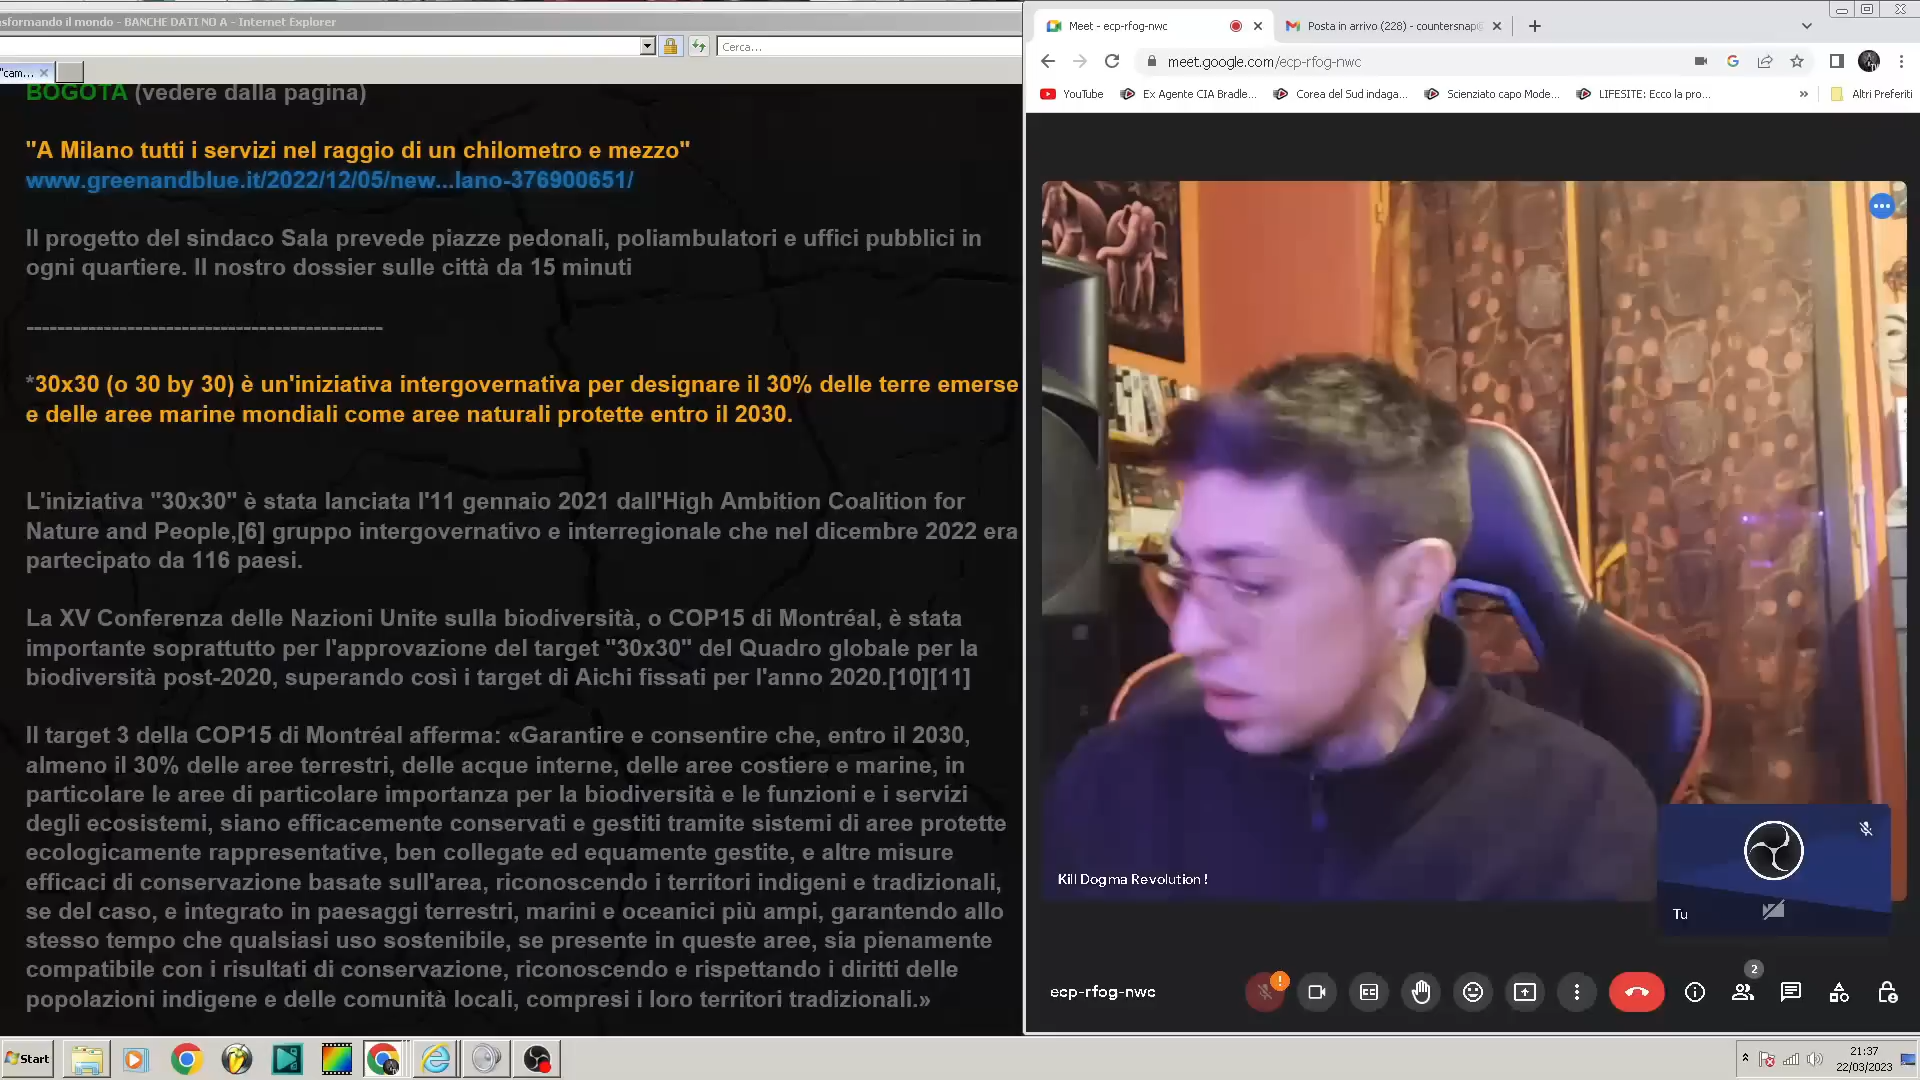 sformando il mondo - BANCHE DATI NO A - Internet Explorer
Cerca...
"cam...
BOGOTÀ (vedere dalla pagina)
"A Milano tutti i servizi nel raggio di un chilometro e mezzo"
www.greenandblue.it/2022/12/05/new...lano-376900651/
Il progetto del sindaco Sala prevede piazze pedonali, poliambulatori e uffici pubblici in
ogni quartiere. Il nostro dossier sulle città da 15 minuti
--------------------------------------------
*30x30 (o 30 by 30) è un'iniziativa intergovernativa per designare il 30% delle terre emerse
e delle aree marine mondiali come aree naturali protette entro il 2030.
L'iniziativa "30x30" è stata lanciata l'11 gennaio 2021 dall'High Ambition Coalition for
Nature and People,[6] gruppo intergovernativo e interregionale che nel dicembre 2022 era
partecipato da 116 paesi.
La XV Conferenza delle Nazioni Unite sulla biodiversità, o COP15 di Montréal, è stata
importante soprattutto per l'approvazione del target "30x30" del Quadro globale per la
biodiversità post-2020, superando così i target di Aichi fissati per l'anno 2020.[10][11]
Il target 3 della COP15 di Montréal afferma: «Garantire e consentire che, entro il 2030,
almeno il 30% delle aree terrestri, delle acque interne, delle aree costiere e marine, in
particolare le aree di particolare importanza per la biodiversità e le funzioni e i servizi
degli ecosistemi, siano efficacemente conservati e gestiti tramite sistemi di aree protette
ecologicamente rappresentative, ben collegate ed equamente gestite, e altre misure
efficaci di conservazione basate sull'area, riconoscendo i territori indigeni e tradizionali,
se del caso, e integrato in paesaggi terrestri, marini e oceanici più ampi, garantendo allo
stesso tempo che qualsiasi uso sostenibile, se presente in queste aree, sia pienamente
compatibile con i risultati di conservazione, riconoscendo e rispettando i diritti delle
popolazioni indigene e delle comunità locali, compresi i loro territori tradizionali.»
Meet - ecp-rfog-nwc
Posta in arrivo (228) - countersnap
meet.google.com/ecp-rfog-nwc
YouTube
Ex Agente CIA Bradle...
Corea del Sud indaga...
Scienziato capo Mode...
LIFESITE: Ecco la pro...
»
Altri Preferiti
Kill Dogma Revolution !
Tu
ecp-rfog-nwc
2
Start
21:37
22/03/2023